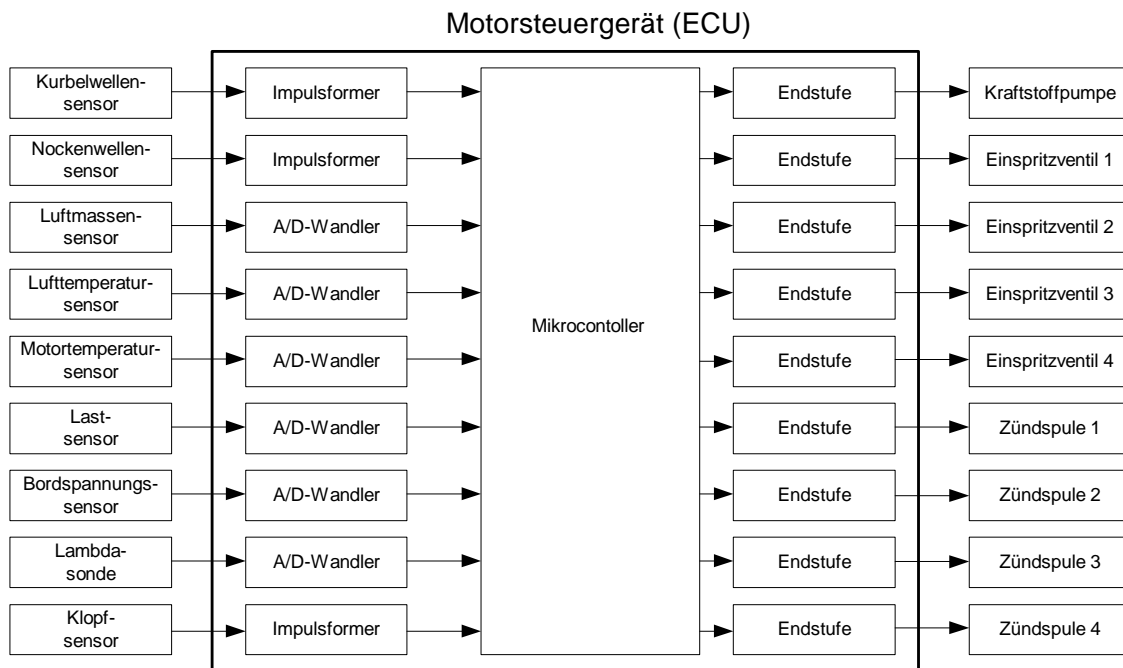 Motorsteuergerät (ECU)
Kurbelwellen-
sensor
Impulsformer
Endstufe
Kraftstoffpumpe
Nockenwellen-
sensor
Impulsformer
Endstufe
Einspritzventil 1
Luftmassen-
sensor
A/D-Wandler
Endstufe
Einspritzventil 2
Lufttemperatur-
sensor
A/D-Wandler
Endstufe
Einspritzventil 3
Mikrocontoller
Motortemperatur-
sensor
A/D-Wandler
Endstufe
Einspritzventil 4
Last-
sensor
A/D-Wandler
Endstufe
Zündspule 1
Bordspannungs-
sensor
A/D-Wandler
Endstufe
Zündspule 2
Lambda-
sonde
A/D-Wandler
Endstufe
Zündspule 3
Klopf-
sensor
Impulsformer
Endstufe
Zündspule 4